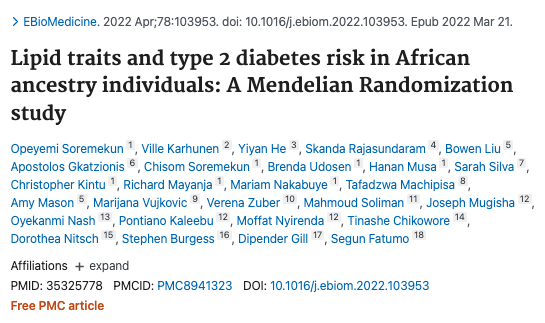 EBioMedicine. 2022 Apr;78:103953. doi: 10.1016/j.ebiom.2022.103953. Epub 2022 Mar 21.
Lipid traits and type 2 diabetes risk in African
ancestry individuals: A Mendelian Randomization
study
Opeyemi Soremekun 1, Ville Karhunen 2, Yiyan He 3, Skanda Rajasundaram 4, Bowen Liu 5,
Apostolos Gkatzionis 6, Chisom Soremekun 1, Brenda Udosen 1, Hanan Musa 1, Sarah Silva 7,
Christopher Kintu 1, Richard Mayanja 1, Mariam Nakabuye 1, Tafadzwa Machipisa 8,
Amy Mason 5, Marijana Vujkovic 9, Verena Zuber 10, Mahmoud Soliman 11, Joseph Mugisha 12,
Oyekanmi Nash 13, Pontiano Kaleebu 12, Moffat Nyirenda 12, Tinashe Chikowore 14,
Dorothea Nitsch 15, Stephen Burgess 16, Dipender Gill 17, Segun Fatumo 18
Affiliations + expand
PMID: 35325778 PMCID: PMC8941323 DOI: 10.1016/j.ebiom.2022.103953
Free PMC article